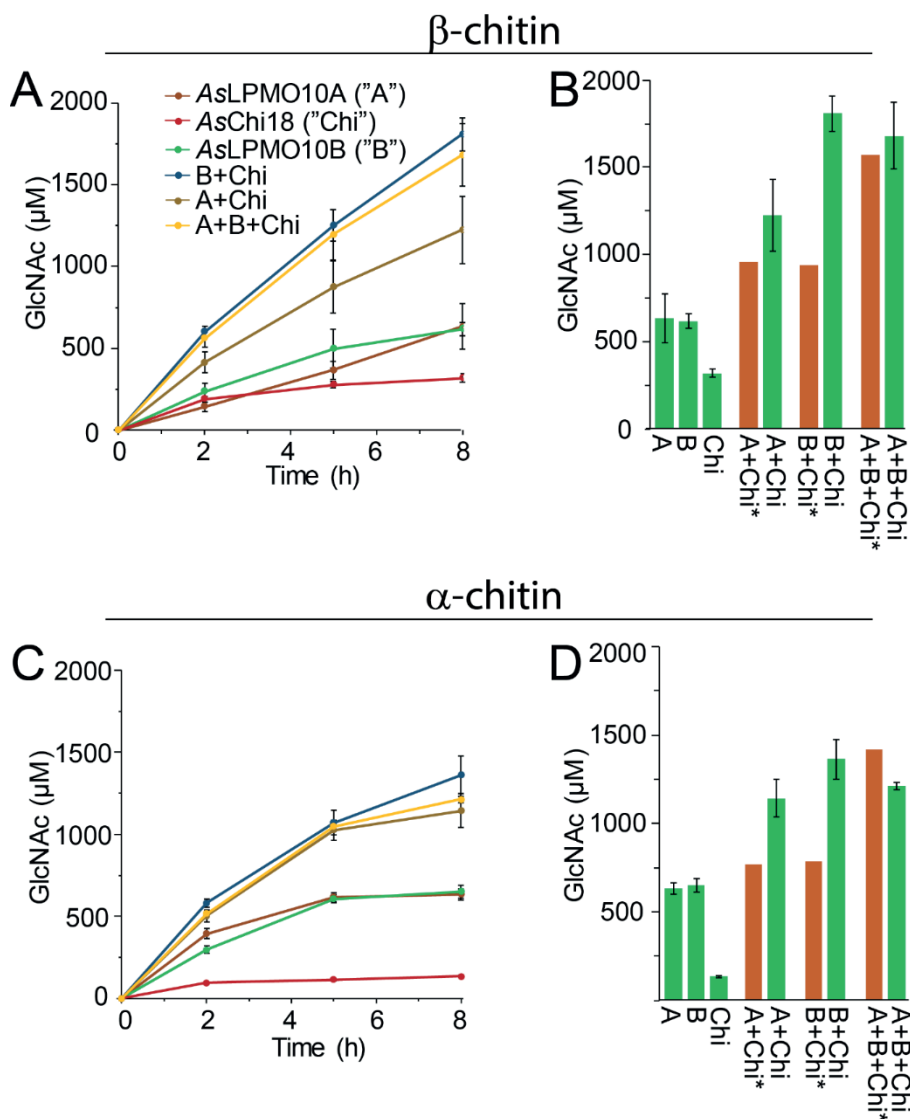 β-chitin
A
AsLPMO10A ("A")
AsChi18 ("Chi")
AsLPMO10B ("B")
B+Chi
A+Chi
A+B+Chi
GlcNAc (µM)
2000
1500
1000
500
0
0 2 4 6 8
Time (h)
B
GlcNAc (µM)
2000
1500
1000
500
0
A
B
Chi
A+Chi*
A+Chi
B+Chi*
B+Chi
A+B+Chi*
A+B+Chi
α-chitin
C
GlcNAc (µM)
2000
1500
1000
500
0
0 2 4 6 8
Time (h)
D
GlcNAc (µM)
2000
1500
1000
500
A
B
Chi
A+Chi*
A+Chi
B+Chi*
B+Chi
A+B+Chi*
A+B+Chi